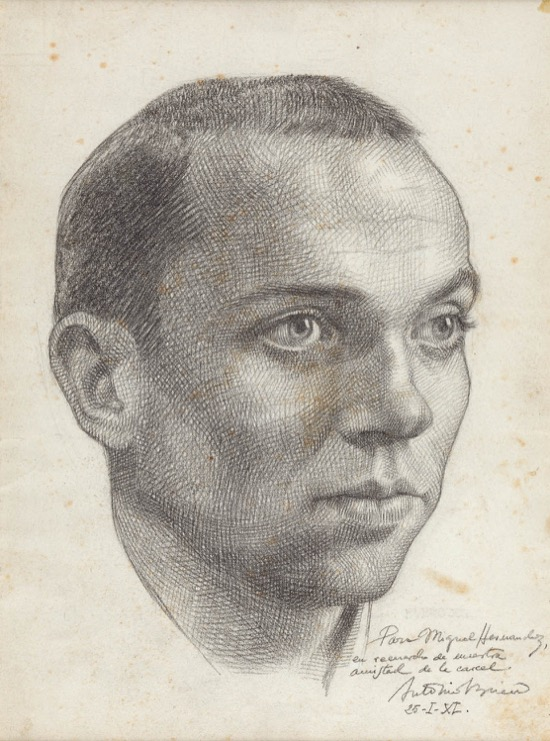 Para Miguel Hernandez,
en recuerdo de nuestra
amistad de la carcel.
Antonio Buero
25-I-XL.